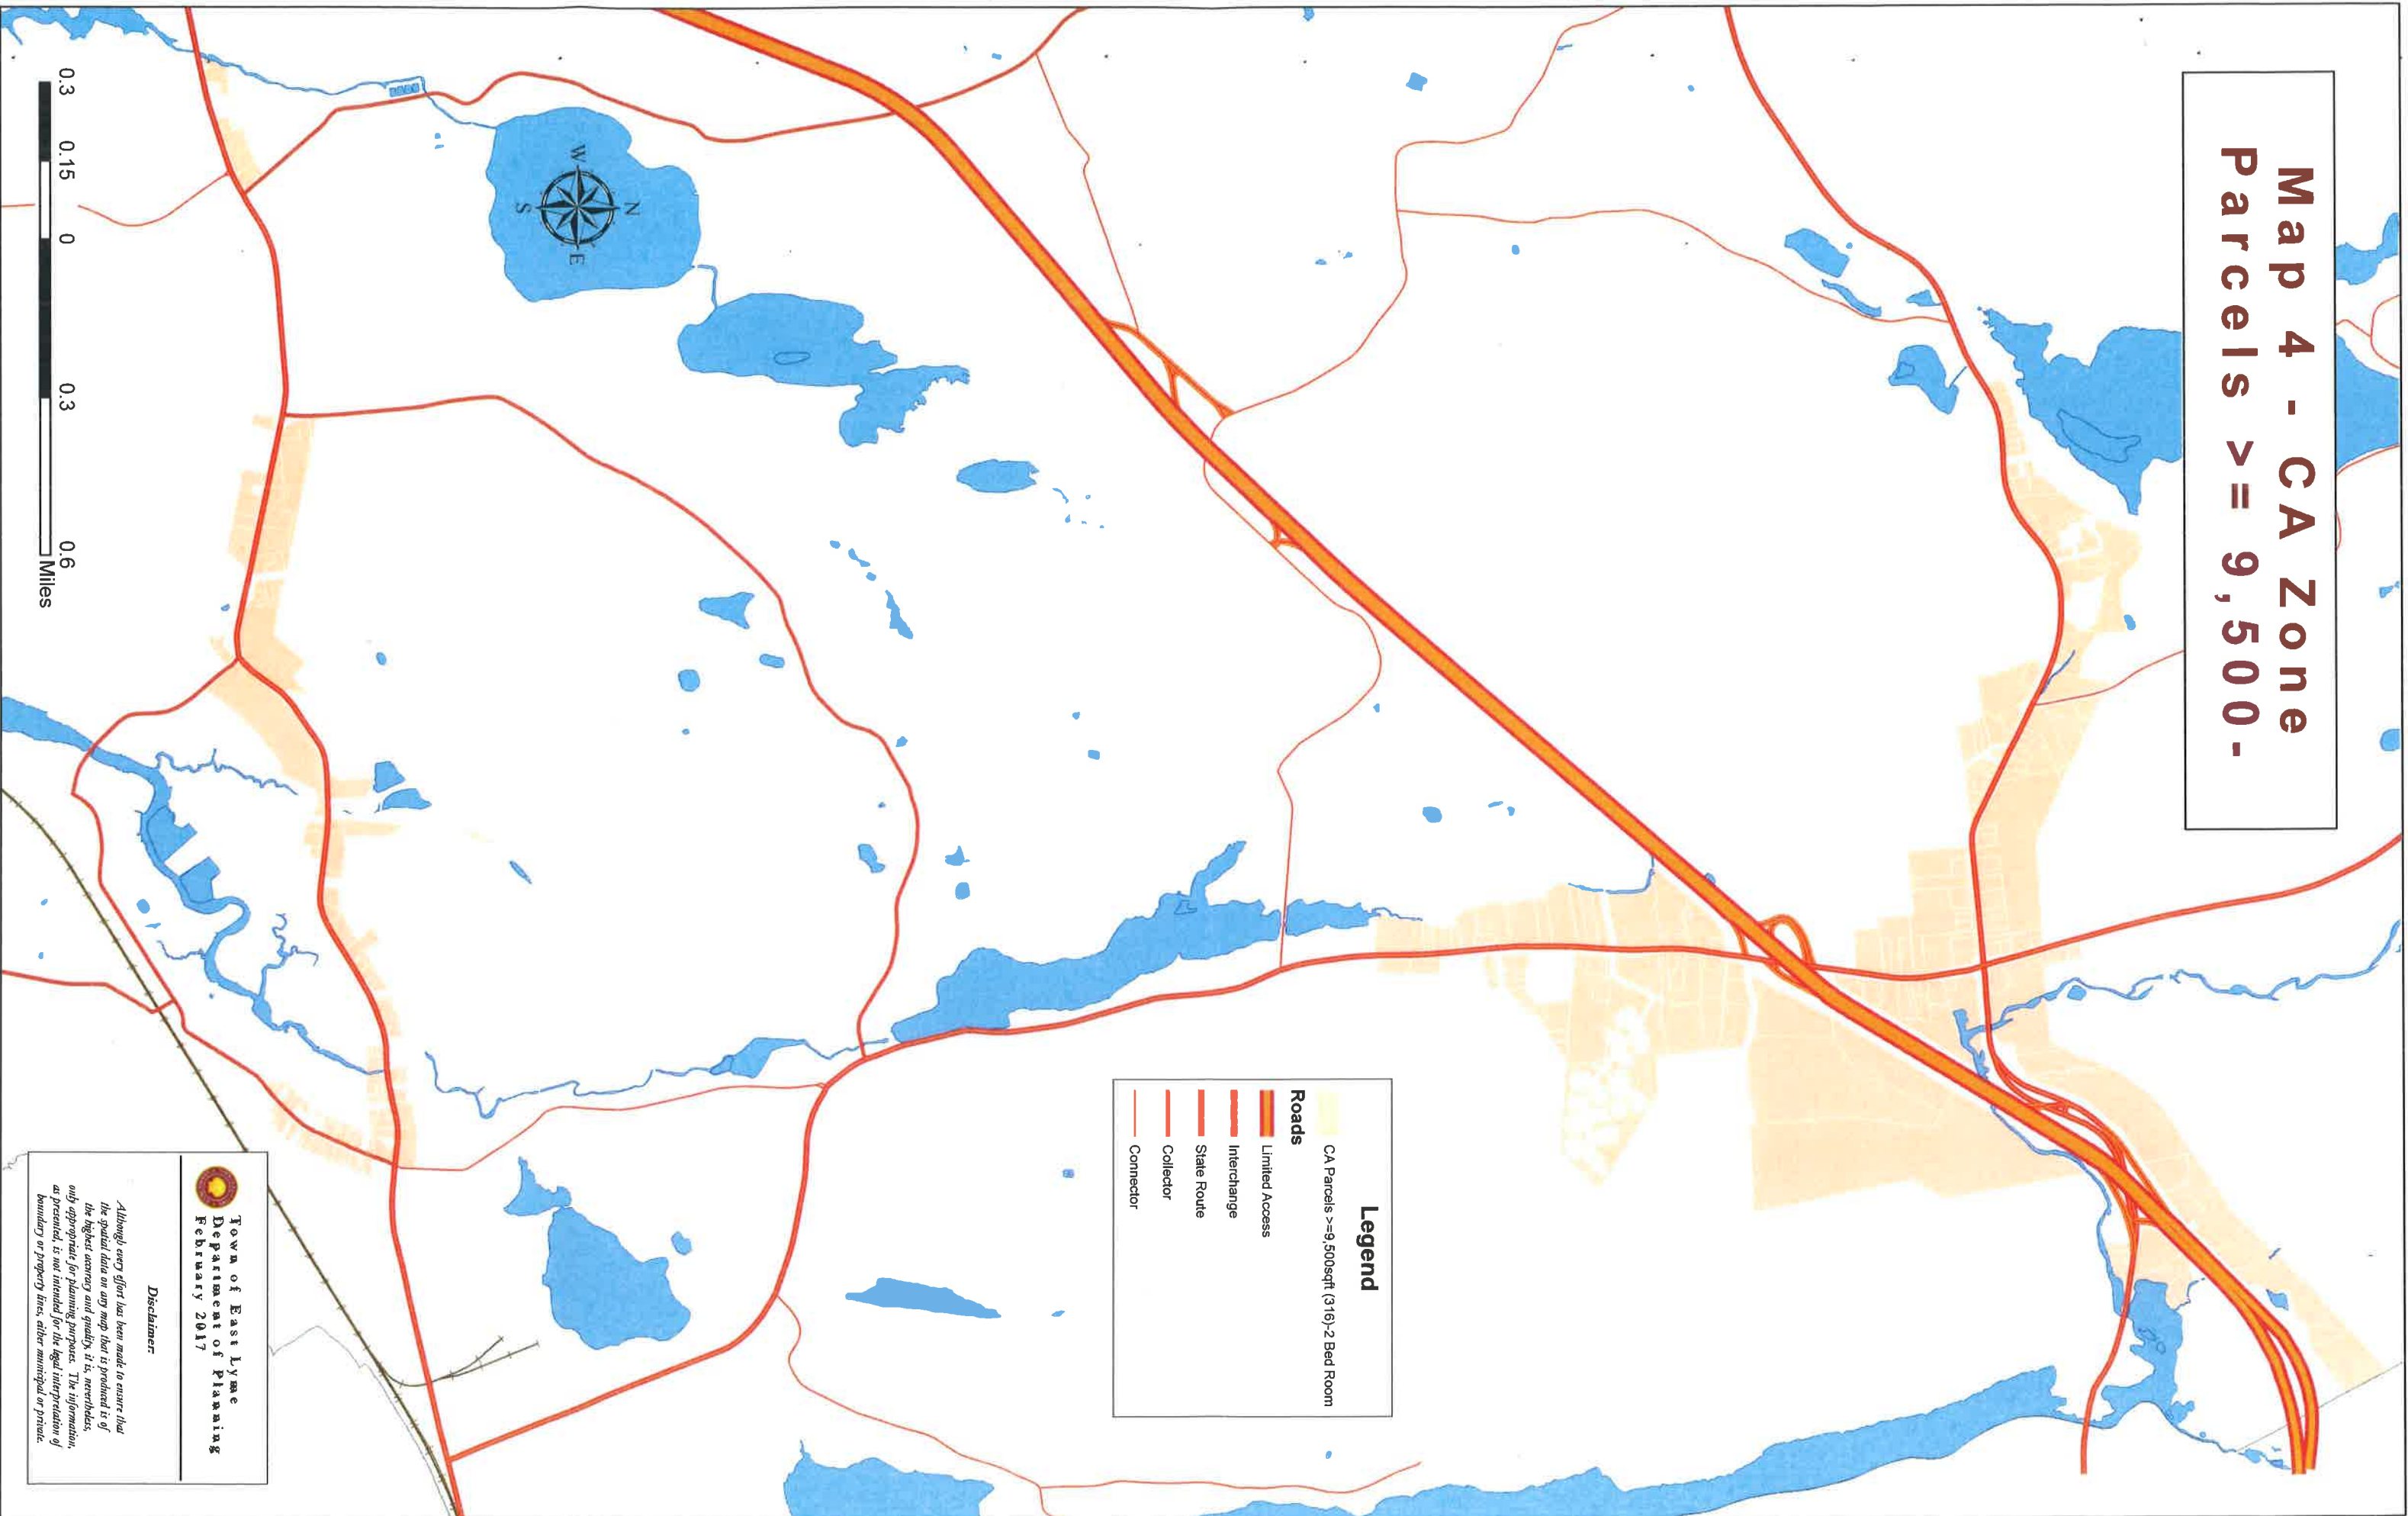 Map 4 - CA Zone
Parcels >= 9,500-
N
W
E
S
Legend
CA Parcels >=9,500sqft (316)-2 Bed Room
Roads
Limited Access
Interchange
State Route
Collector
Connector
0.3 0.15 0 0.3 0.6
Miles
Town of East Lyme
Department of Planning
February 2017
Disclaimer:
Although every effort has been made to ensure that
the spatial data on any map that is produced is of
the highest accuracy and quality, it is, nevertheless,
only appropriate for planning purposes. The information,
as presented, is not intended for the legal interpretation of
boundary or property lines, either municipal or private.